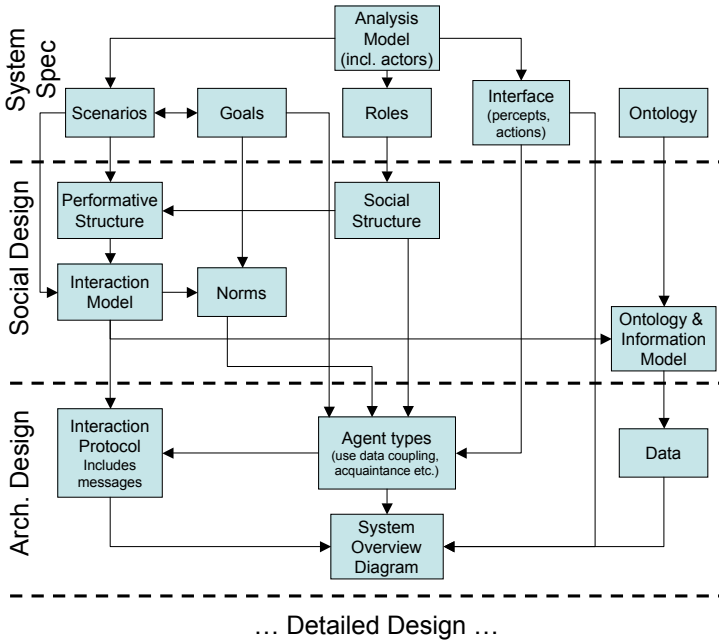 System
Spec
Analysis
Model
(incl. actors)
Scenarios
Goals
Roles
Interface
(percepts,
actions)
Ontology
Social Design
Performative
Structure
Social
Structure
Interaction
Model
Norms
Ontology &
Information
Model
Arch. Design
Interaction
Protocol
Includes
messages
Agent types
(use data coupling,
acquaintance etc.)
Data
System
Overview
Diagram
... Detailed Design ...